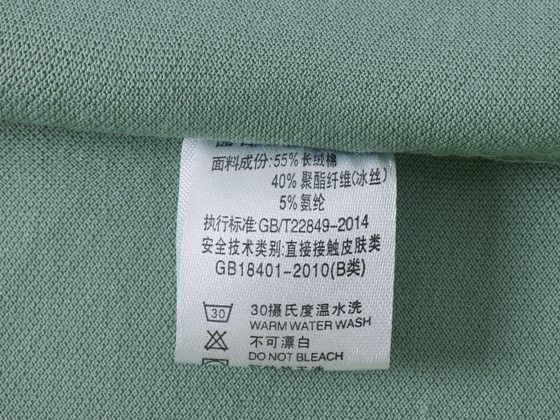 面料成份:55%长绒棉
40%聚酯纤维(冰丝)
5%氨纶
执行标准:GB/T22849-2014
安全技术类别:直接接触皮肤类
GB18401-2010(B类)
30
30摄氏度温水洗
WARM WATER WASH
不可漂白
DO NOT BLEACH